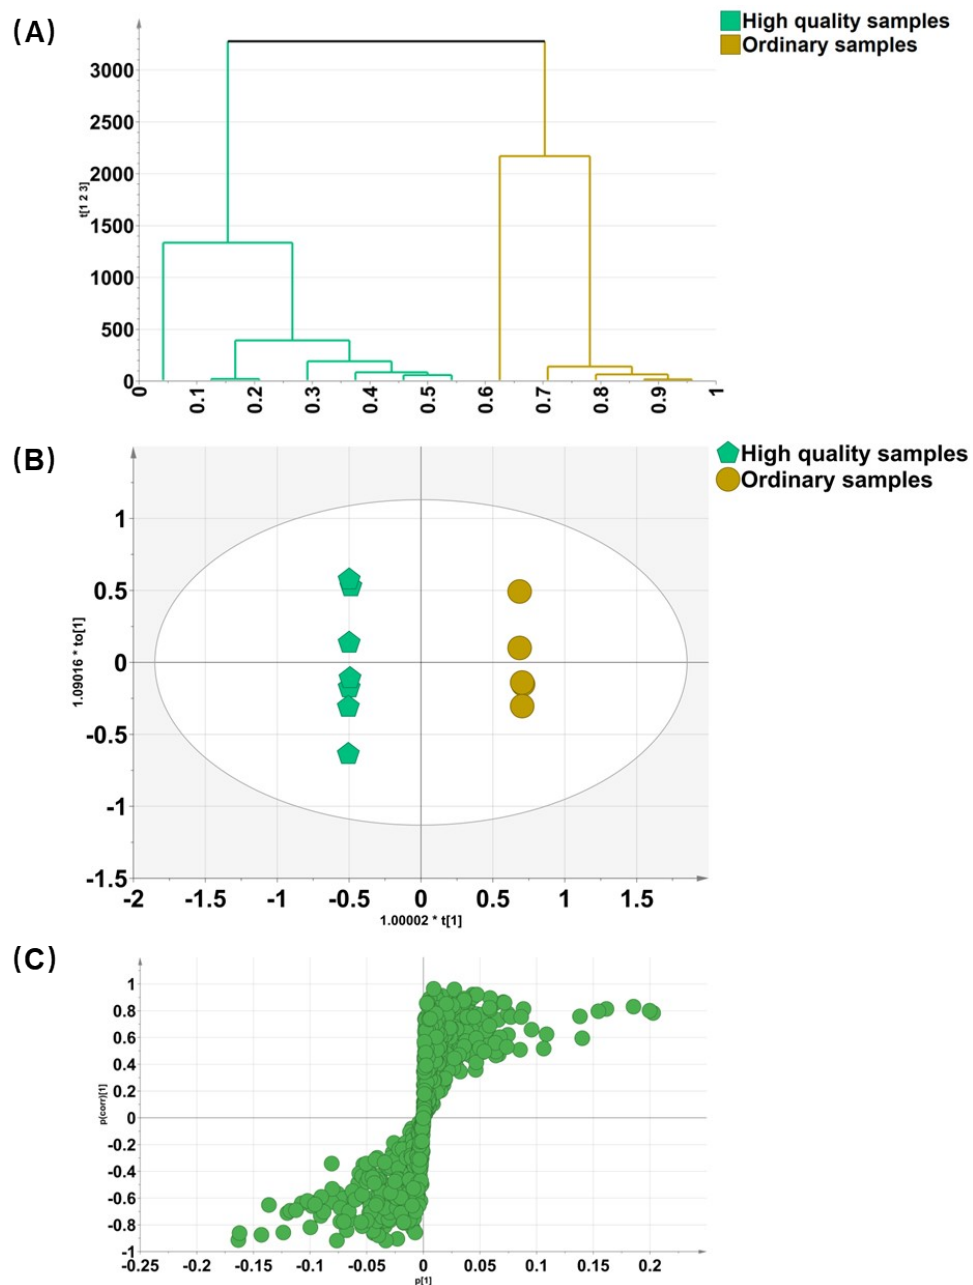 (A)
High quality samples
Ordinary samples
3000
2500
2000
1500
1000
500
0
t[1 2 3]
0 0.1 0.2 0.3 0.4 0.5 0.6 0.7 0.8 0.9 1
(B)
High quality samples
Ordinary samples
1
0.5
0
-0.5
-1
-1.5
1.09016 * to[1]
-2 -1.5 -1 -0.5 0 0.5 1 1.5
1.00002 * t[1]
(C)
1
0.8
0.6
0.4
0.2
0
-0.2
-0.4
-0.6
-0.8
-1
p(corr)[1]
-0.25 -0.2 -0.15 -0.1 -0.05 0 0.05 0.1 0.15 0.2
p[1]